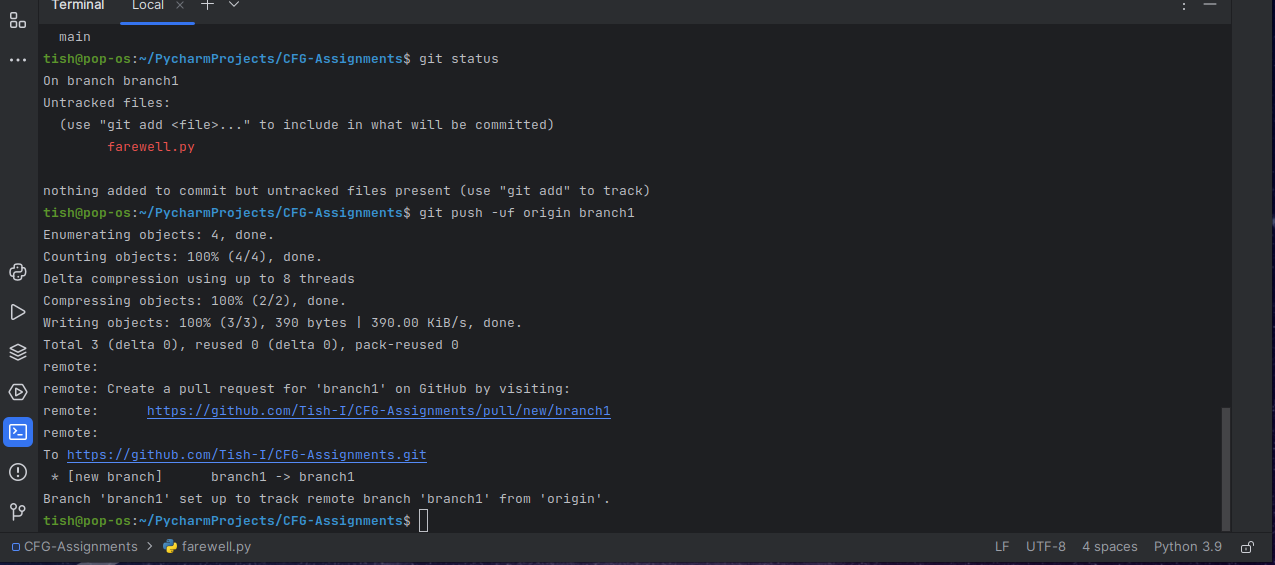 Terminal Local × + ⌄
main
tish@pop-os:~/PycharmProjects/CFG-Assignments$ git status
On branch branch1
Untracked files:
  (use "git add <file>..." to include in what will be committed)
        farewell.py
nothing added to commit but untracked files present (use "git add" to track)
tish@pop-os:~/PycharmProjects/CFG-Assignments$ git push -uf origin branch1
Enumerating objects: 4, done.
Counting objects: 100% (4/4), done.
Delta compression using up to 8 threads
Compressing objects: 100% (2/2), done.
Writing objects: 100% (3/3), 390 bytes | 390.00 KiB/s, done.
Total 3 (delta 0), reused 0 (delta 0), pack-reused 0
remote:
remote: Create a pull request for 'branch1' on GitHub by visiting:
remote:      https://github.com/Tish-I/CFG-Assignments/pull/new/branch1
remote:
To https://github.com/Tish-I/CFG-Assignments.git
 * [new branch]      branch1 -> branch1
Branch 'branch1' set up to track remote branch 'branch1' from 'origin'.
tish@pop-os:~/PycharmProjects/CFG-Assignments$
CFG-Assignments > farewell.py LF UTF-8 4 spaces Python 3.9